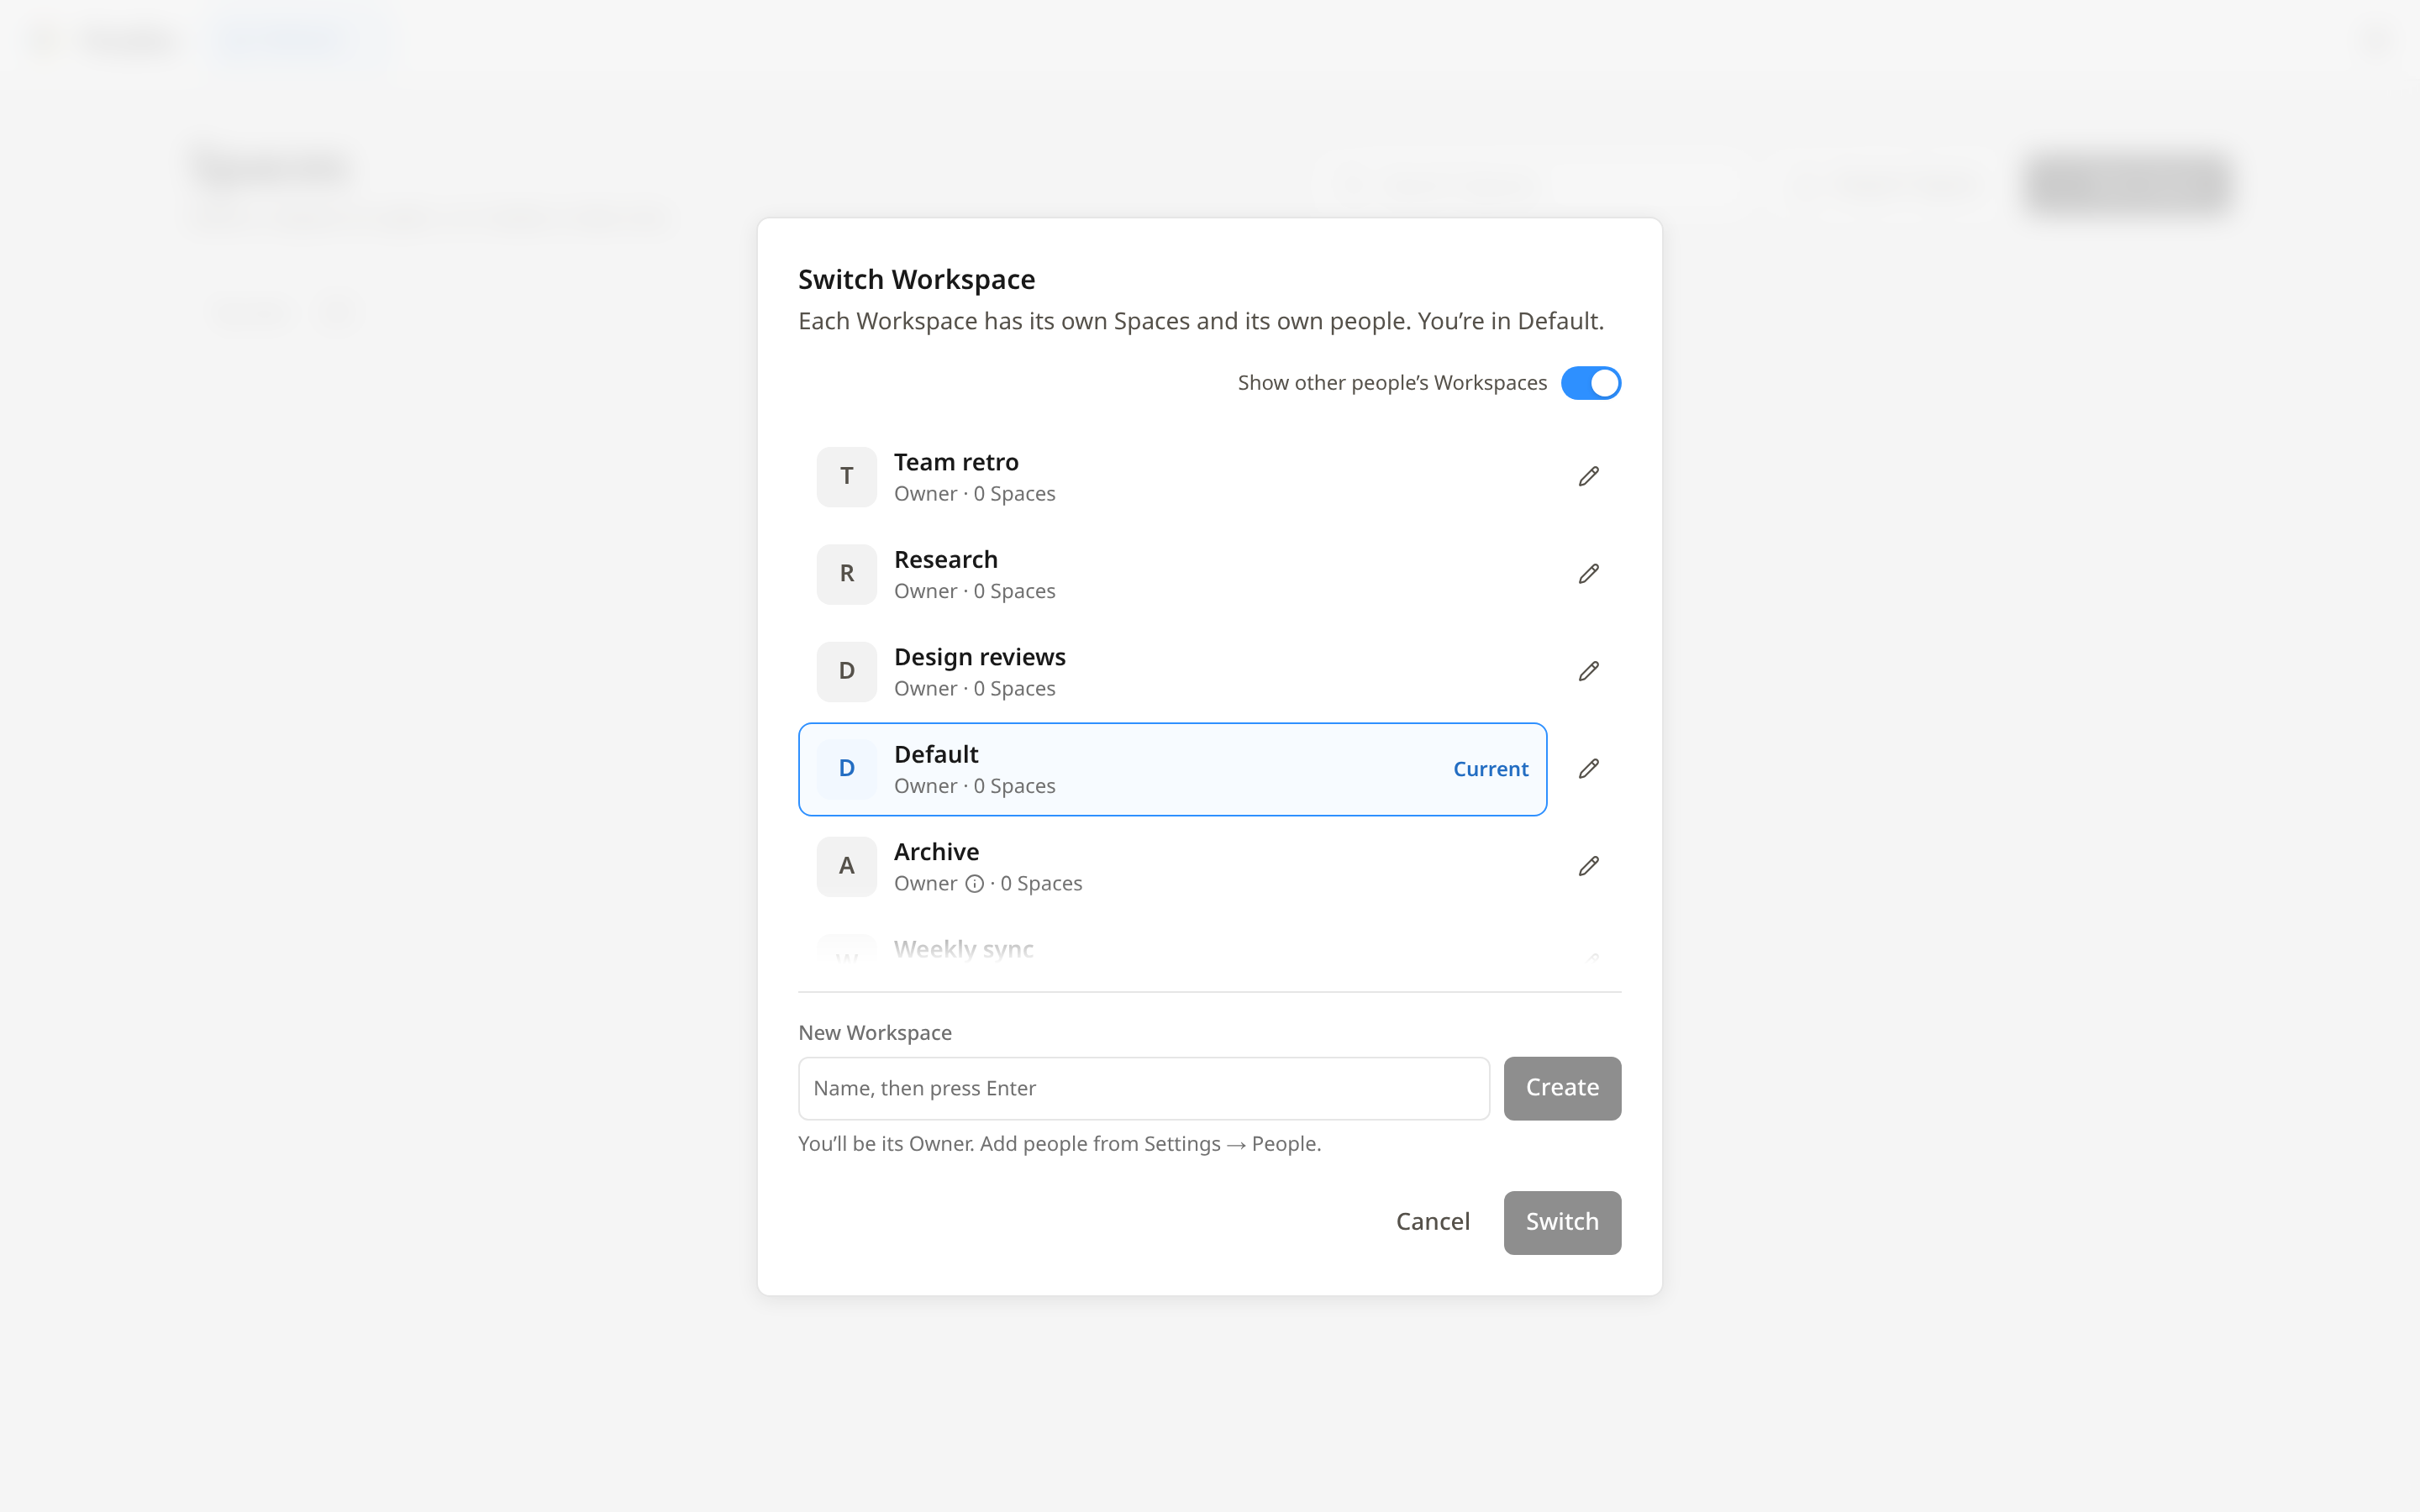 Switch Workspace
Each Workspace has its own Spaces and its own people. You’re in Default.
Show other people’s Workspaces
T
Team retro
Owner · 0 Spaces
R
Research
Owner · 0 Spaces
D
Design reviews
Owner · 0 Spaces
D
Default
Owner · 0 Spaces
Current
A
Archive
Owner · 0 Spaces
W
Weekly sync
New Workspace
Name, then press Enter
Create
You’ll be its Owner. Add people from Settings → People.
Cancel
Switch